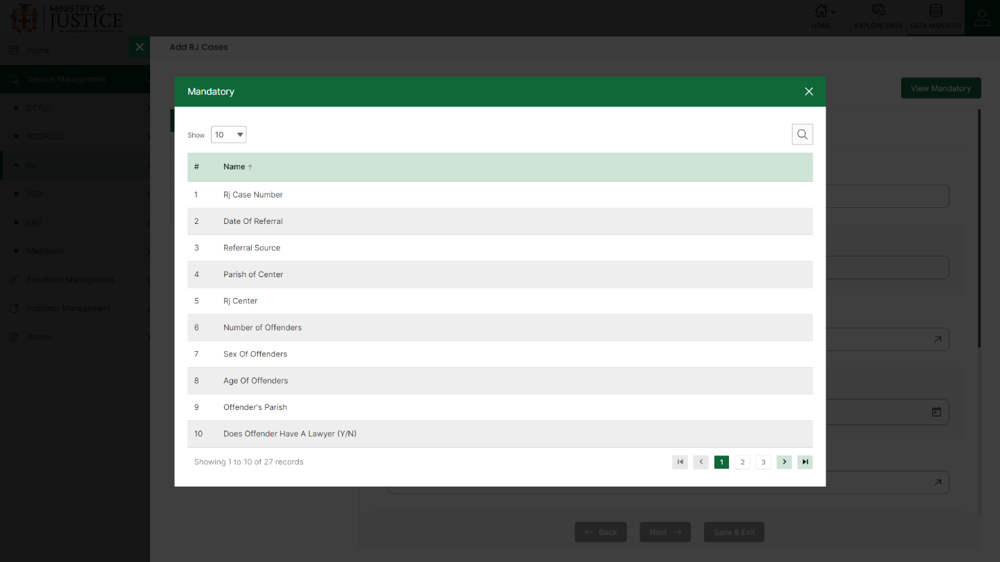 MINISTRY OF
JUSTICE
HOME
EXPLORE DATA
DATA MANAGER
Home
Add RJ Cases
Service Management
CCFLU
NCDP/CD
RJ
VSD
LAC
Mediation
Feedback Management
Indicator Management
Admin
View Mandatory
Mandatory
Show 10
# Name ↑
1 Rj Case Number
2 Date Of Referral
3 Referral Source
4 Parish of Center
5 Rj Center
6 Number of Offenders
7 Sex Of Offenders
8 Age Of Offenders
9 Offender's Parish
10 Does Offender Have A Lawyer (Y/N)
Showing 1 to 10 of 27 records
1 2 3
← Back Next → Save & Exit